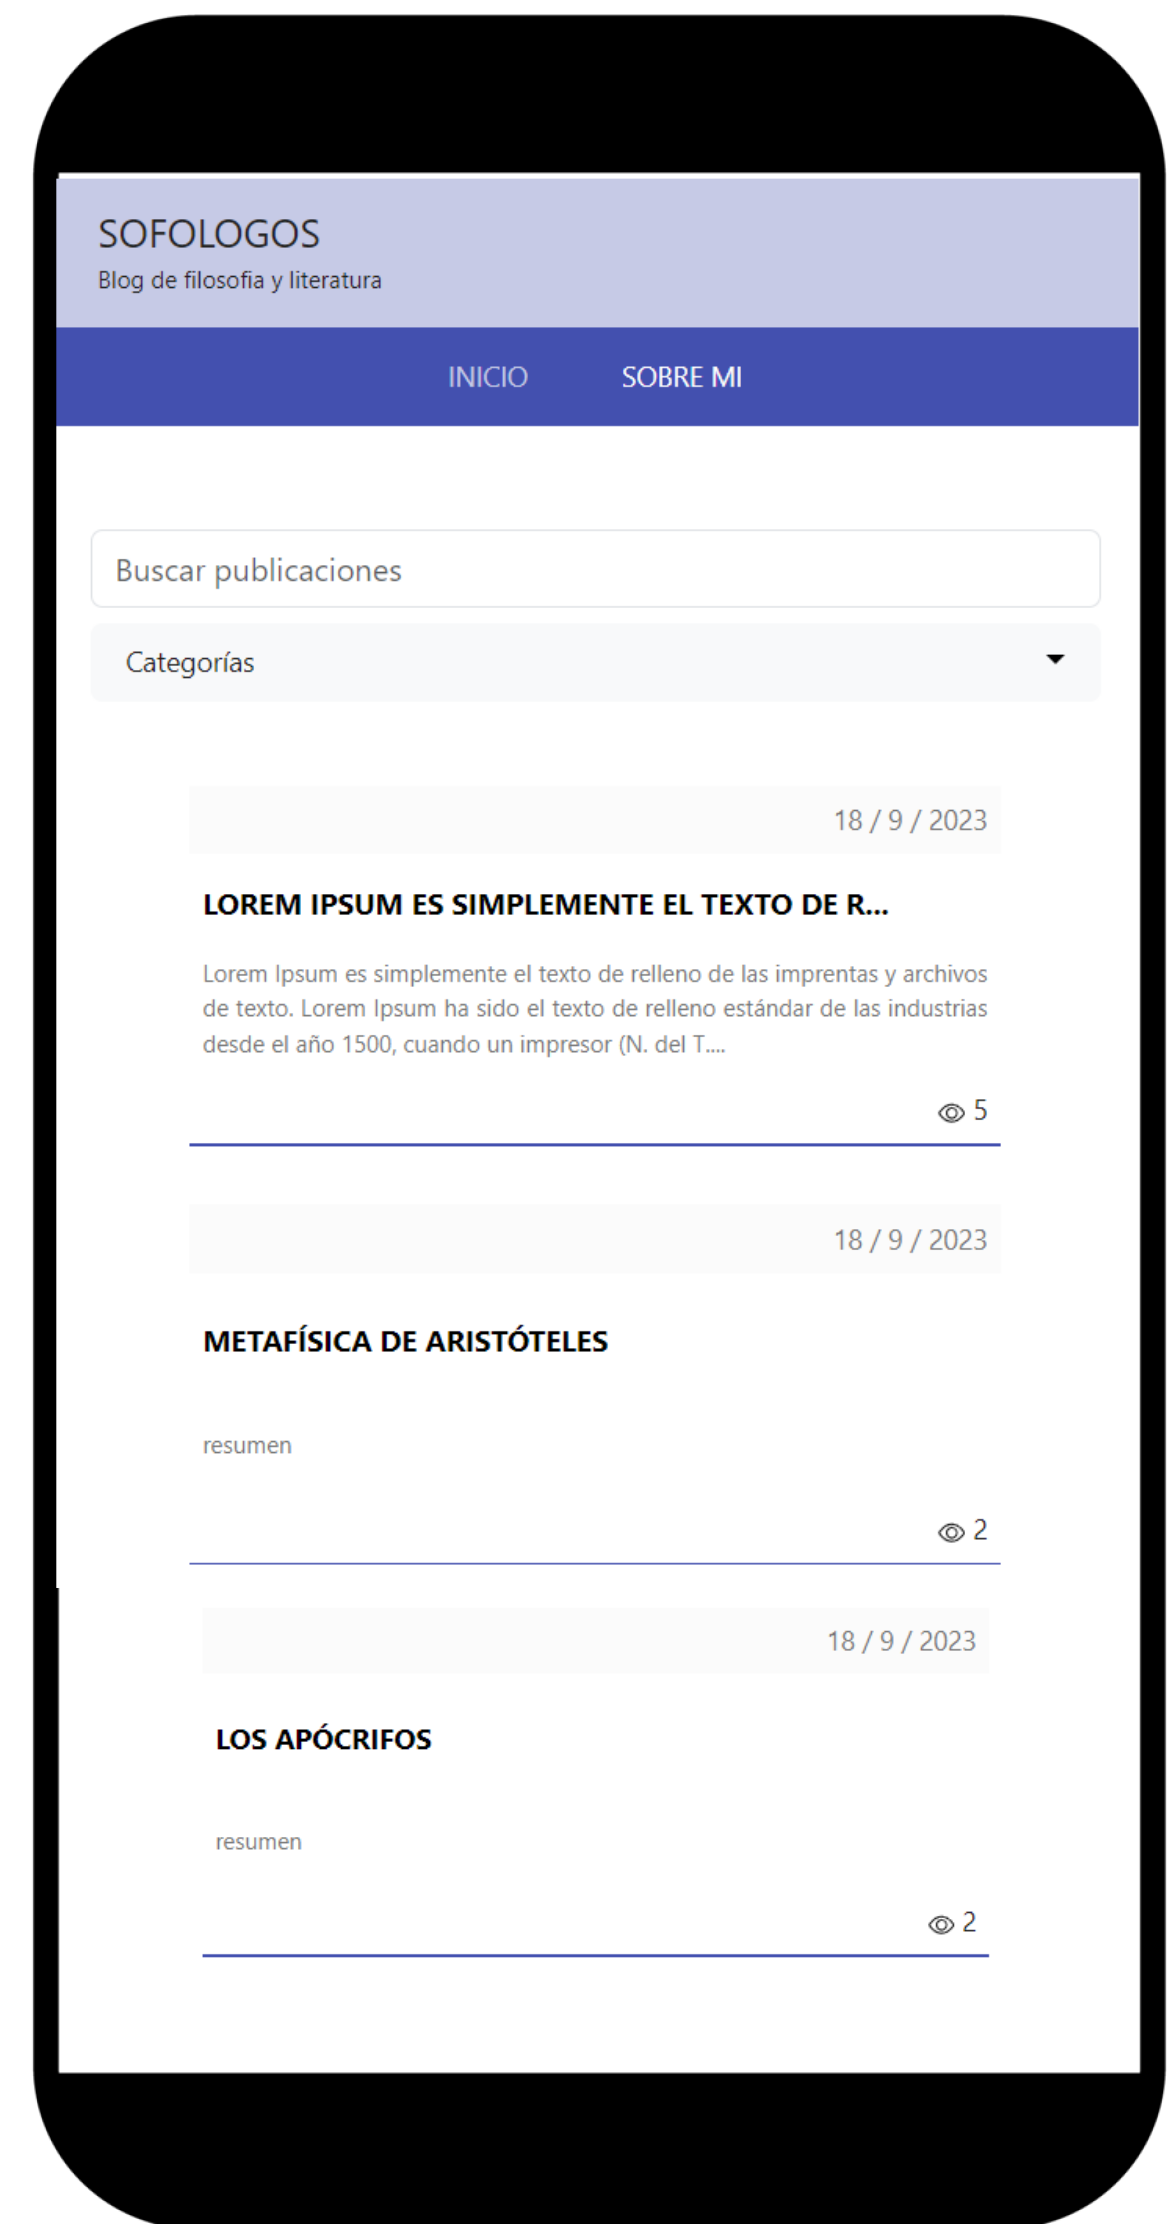 SOFOLOGOS
Blog de filosofia y literatura
INICIO SOBRE MI
Buscar publicaciones
Categorías
18 / 9 / 2023
LOREM IPSUM ES SIMPLEMENTE EL TEXTO DE R...
Lorem Ipsum es simplemente el texto de relleno de las imprentas y archivos
de texto. Lorem Ipsum ha sido el texto de relleno estándar de las industrias
desde el año 1500, cuando un impresor (N. del T....
5
18 / 9 / 2023
METAFÍSICA DE ARISTÓTELES
resumen
2
18 / 9 / 2023
LOS APÓCRIFOS
resumen
2